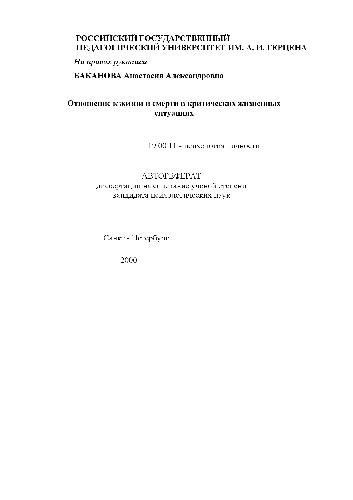 РОССИЙСКИЙ ГОСУДАРСТВЕННЫЙ
ПЕДАГОГИЧЕСКИЙ УНИВЕРСИТЕТ ИМ. А. И. ГЕРЦЕНА
На правах рукописи
БАКАНОВА Анастасия Александровна
Отношение к жизни и смерти в критических жизненных
ситуациях
19.00.11 - психология личности
АВТОРЕФЕРАТ
диссертации на соискание ученой степени
кандидата психологических наук
Санкт - Петербург
2000